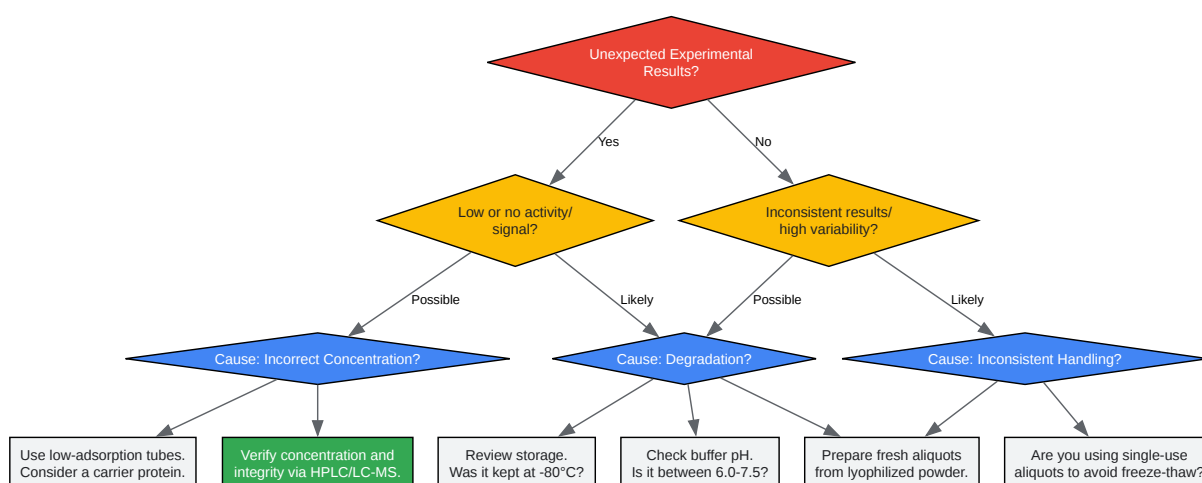 Unexpected Experimental
Results?
Yes
No
Low or no activity/
signal?
Inconsistent results/
high variability?
Possible
Likely
Possible
Likely
Cause: Incorrect Concentration?
Cause: Degradation?
Cause: Inconsistent Handling?
Use low-adsorption tubes.
Consider a carrier protein.
Verify concentration and
integrity via HPLC/LC-MS.
Review storage.
Was it kept at -80°C?
Check buffer pH.
Is it between 6.0-7.5?
Prepare fresh aliquots
from lyophilized powder.
Are you using single-use
aliquots to avoid freeze-thaw?